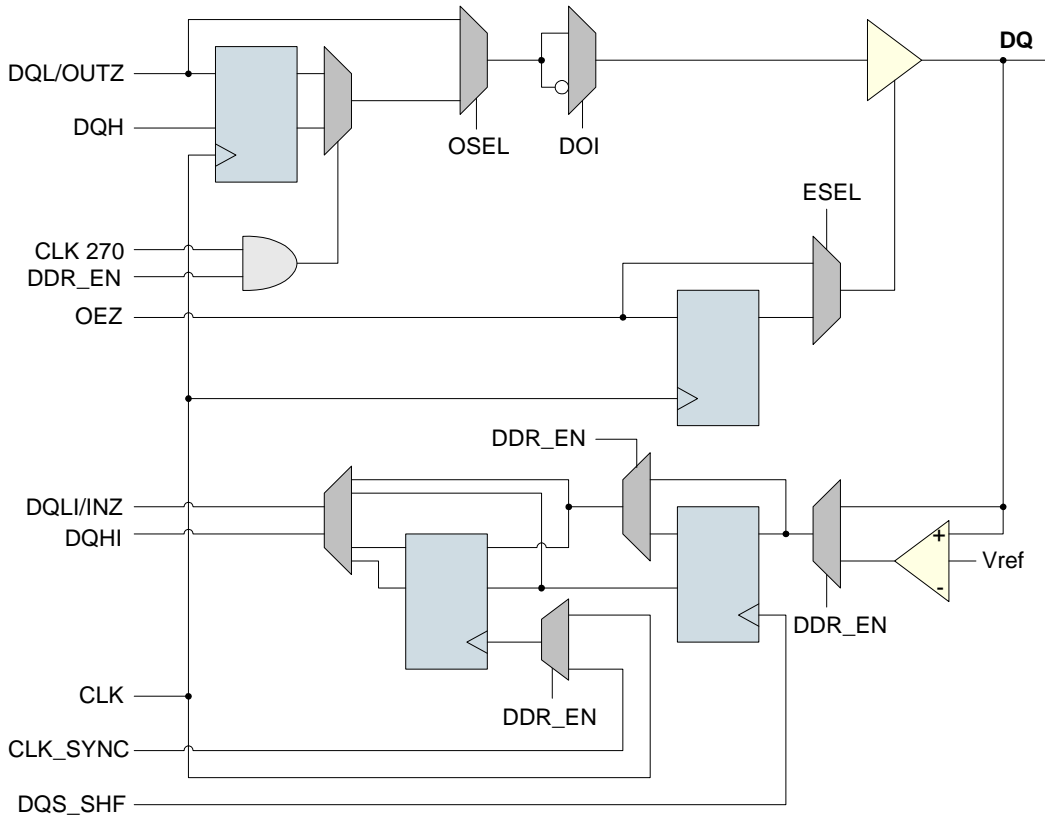 DQ
DQL/OUTZ
DQH
OSEL
DOI
ESEL
CLK 270
DDR_EN
OEZ
DDR_EN
DQLI/INZ
DQHI
+
Vref
-
DDR_EN
CLK
DDR_EN
CLK_SYNC
DQS_SHF